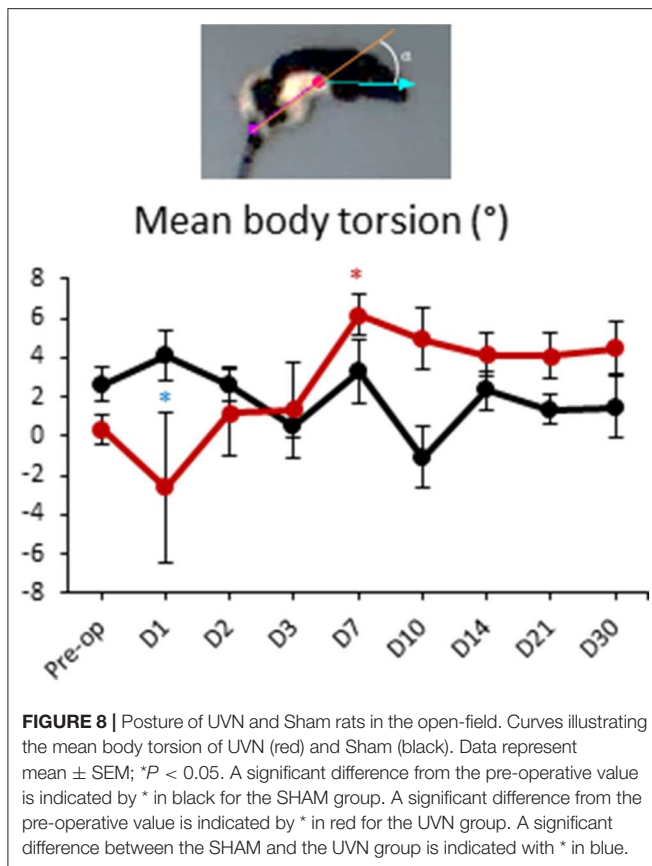 α
Mean body torsion (°)
*
8
6
4
2
*
0
-2
-4
-6
-8
Pre-op D1 D2 D3 D7 D10 D14 D21 D30
FIGURE 8 | Posture of UVN and Sham rats in the open-field. Curves illustrating
the mean body torsion of UVN (red) and Sham (black). Data represent
mean ± SEM; *P < 0.05. A significant difference from the pre-operative value
is indicated by * in black for the SHAM group. A significant difference from the
pre-operative value is indicated by * in red for the UVN group. A significant
difference between the SHAM and the UVN group is indicated with * in blue.